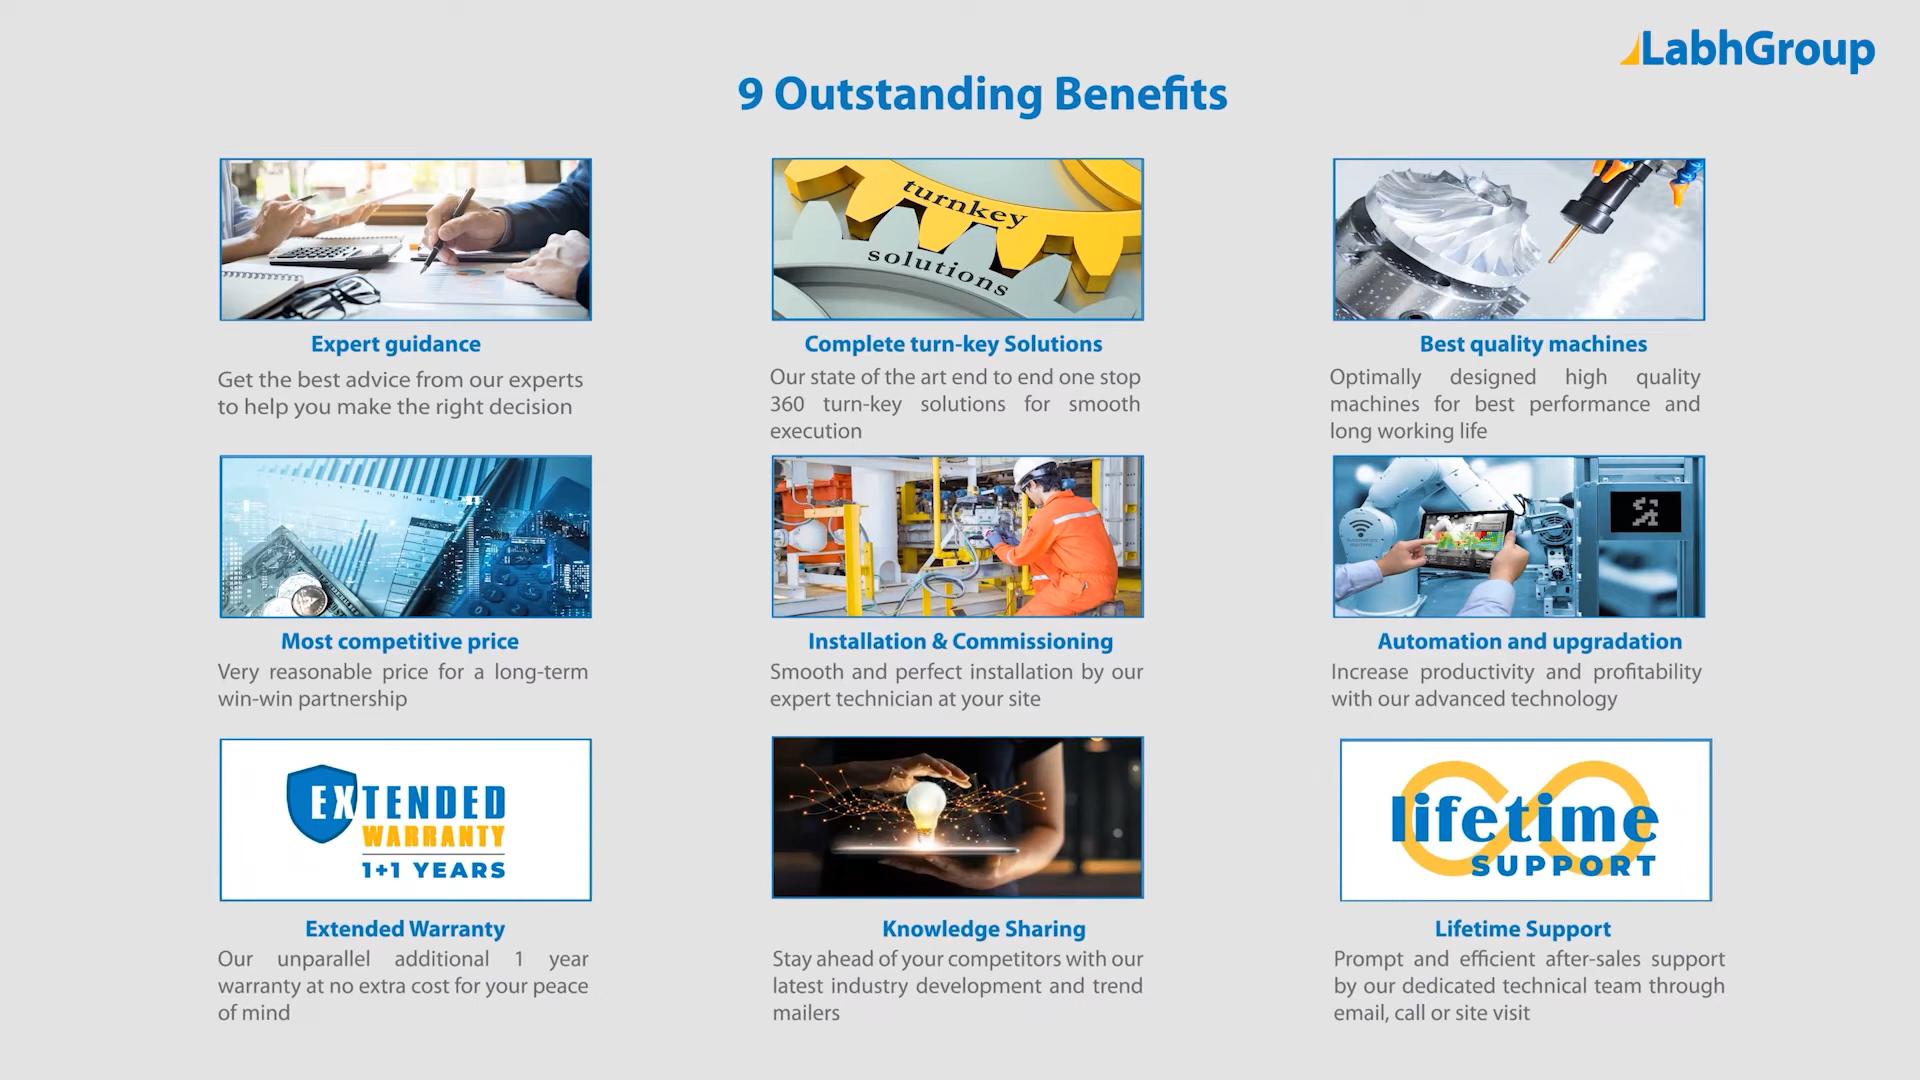 LabhGroup
9 Outstanding Benefits
turnkey
solutions
Expert guidance
Get the best advice from our experts
to help you make the right decision
Complete turn-key Solutions
Our state of the art end to end one stop
360 turn-key solutions for smooth
execution
Best quality machines
Optimally designed high quality
machines for best performance and
long working life
Most competitive price
Very reasonable price for a long-term
win-win partnership
Installation & Commissioning
Smooth and perfect installation by our
expert technician at your site
Automation and upgradation
Increase productivity and profitability
with our advanced technology
EXTENDED
WARRANTY
1+1 YEARS
Extended Warranty
Our unparallel additional 1 year
warranty at no extra cost for your peace
of mind
Knowledge Sharing
Stay ahead of your competitors with our
latest industry development and trend
mailers
lifetime
SUPPORT
Lifetime Support
Prompt and efficient after-sales support
by our dedicated technical team through
email, call or site visit